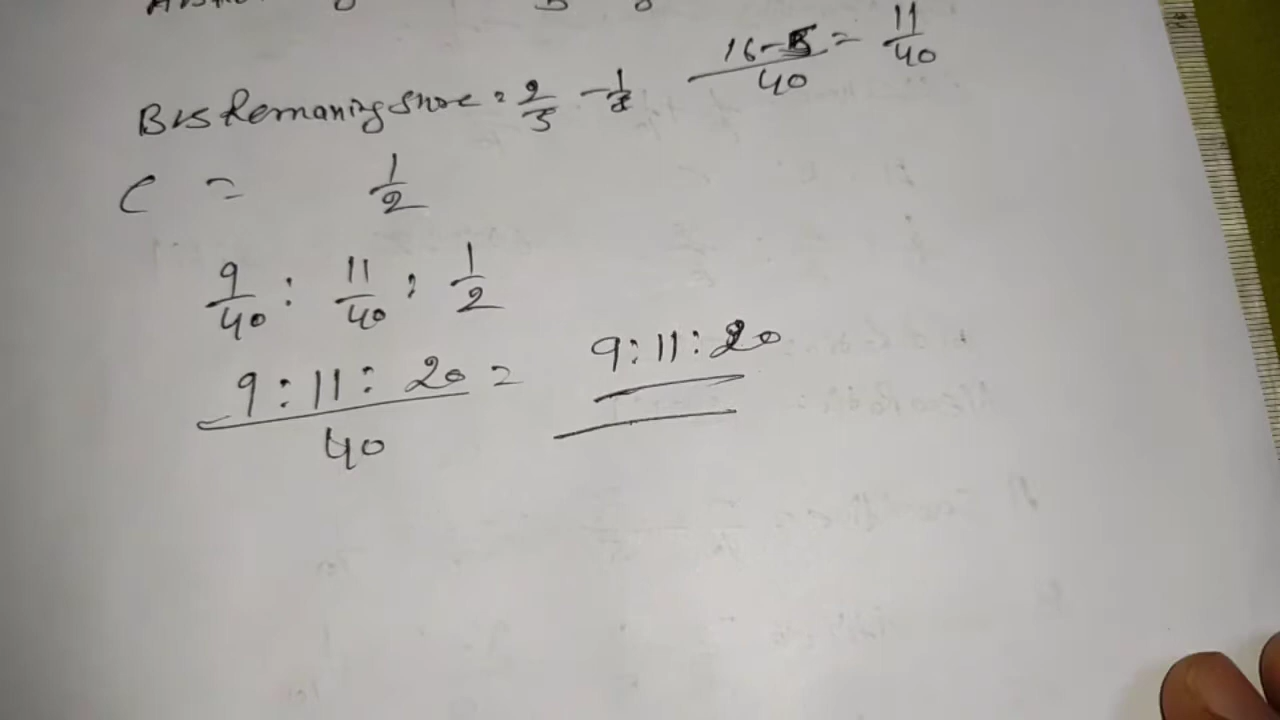 B's Remaning Share = 2/5 - 1/8 16-5/40 = 11/40
C = 1/2
9/40 : 11/40 : 1/2
9 : 11 : 20 / 40 = 9:11:20